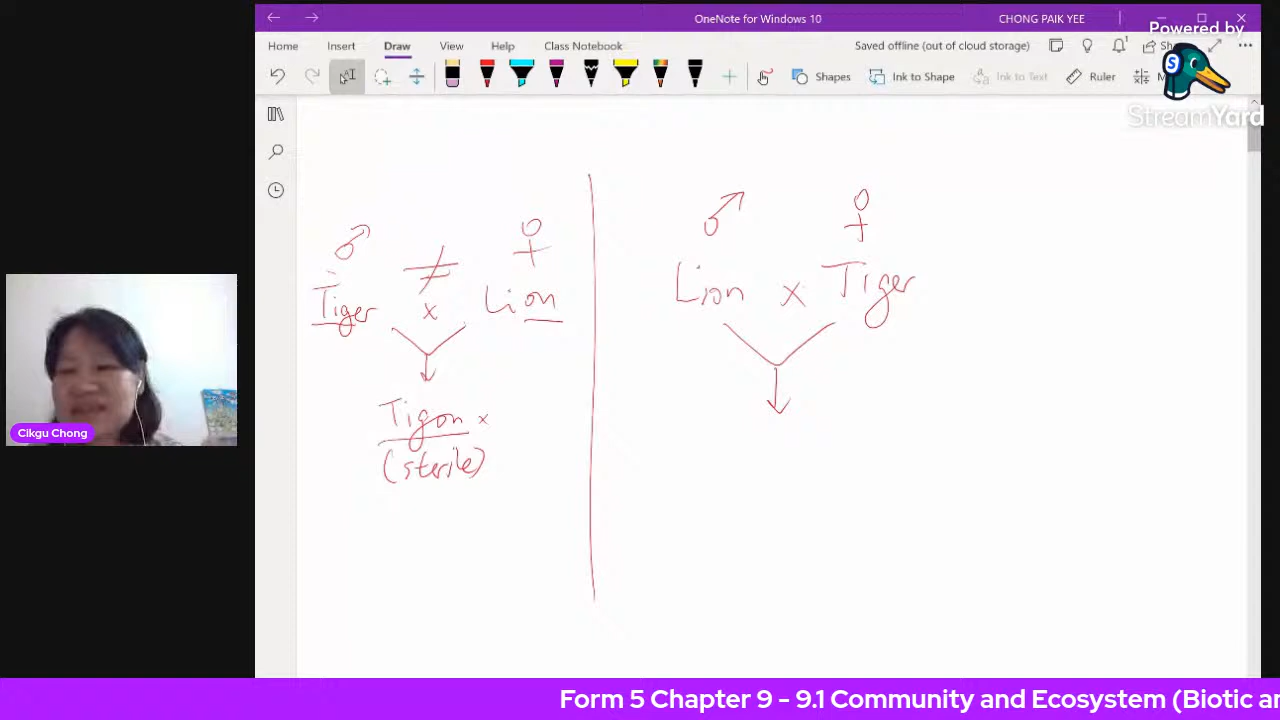 OneNote for Windows 10
CHONG PAIK YEE
Powered by
Home Insert Draw View Help Class Notebook
Saved offline (out of cloud storage)
Shapes
Ink to Shape
Ink to Text
Ruler
StreamYard
♂ ♀
Tiger ≠ x Lion
Tigon x
(sterile)
♂ ♀
Lion x Tiger
Cikgu Chong
Form 5 Chapter 9 - 9.1 Community and Ecosystem (Biotic